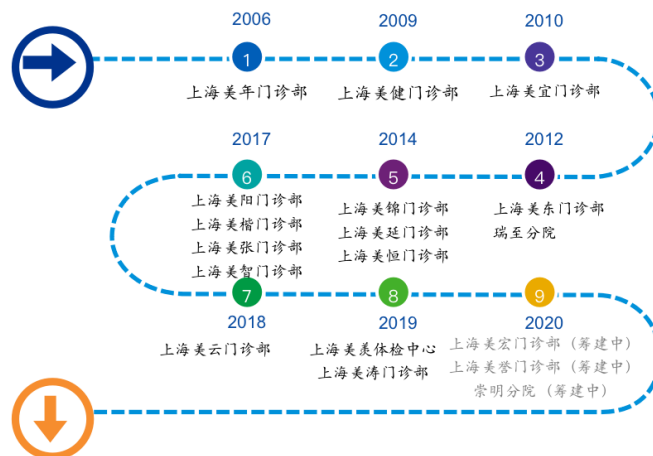 2006
1
上海美年门诊部
2009
2
上海美健门诊部
2010
3
上海美宜门诊部
2012
4
上海美东门诊部
瑞至分院
2014
5
上海美锦门诊部
上海美延门诊部
上海美恒门诊部
2017
6
上海美阳门诊部
上海美楷门诊部
上海美张门诊部
上海美智门诊部
7
2018
上海美云门诊部
8
2019
上海美羡体检中心
上海美涛门诊部
9
2020
上海美宏门诊部（筹建中）
上海美誉门诊部（筹建中）
崇明分院（筹建中）